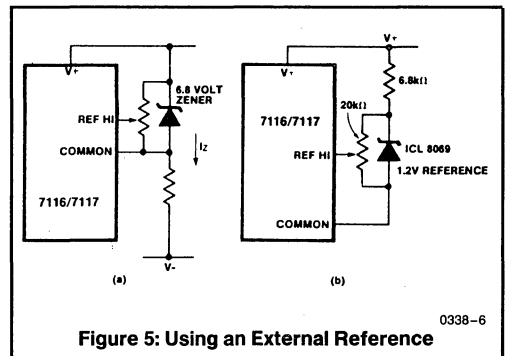 V+
V+
6.8 VOLT
ZENER
REF HI
COMMON
IZ
7116/7117
V-
(a)
V+
V+
6.8kΩ
20kΩ
7116/7117
ICL 8069
REF HI
1.2V REFERENCE
COMMON
(b)
0338-6
Figure 5: Using an External Reference